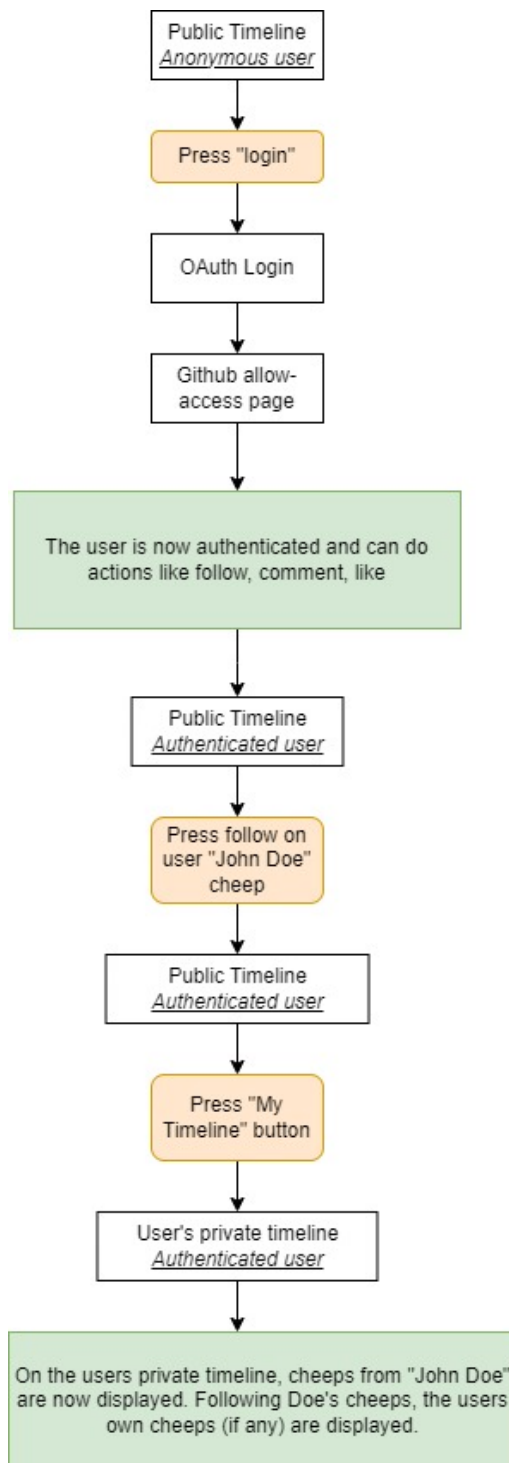 Public Timeline
Anonymous user
Press "login"
OAuth Login
Github allow-
access page
The user is now authenticated and can do
actions like follow, comment, like
Public Timeline
Authenticated user
Press follow on
user "John Doe"
cheep
Public Timeline
Authenticated user
Press "My
Timeline" button
User's private timeline
Authenticated user
On the users private timeline, cheeps from "John Doe"
are now displayed. Following Doe's cheeps, the users
own cheeps (if any) are displayed.